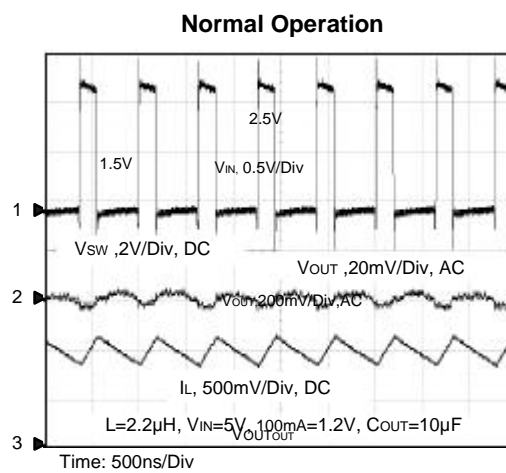 Normal Operation
2.5V
1.5V
VIN, 0.5V/Div
1
VSW ,2V/Div, DC
VOUT ,20mV/Div, AC
2
VOUT,200mV/Div,AC
IL, 500mV/Div, DC
L=2.2µH, VIN=5V, 100mA=1.2V, COUT=10µF
VOUTOUT
3
Time: 500ns/Div